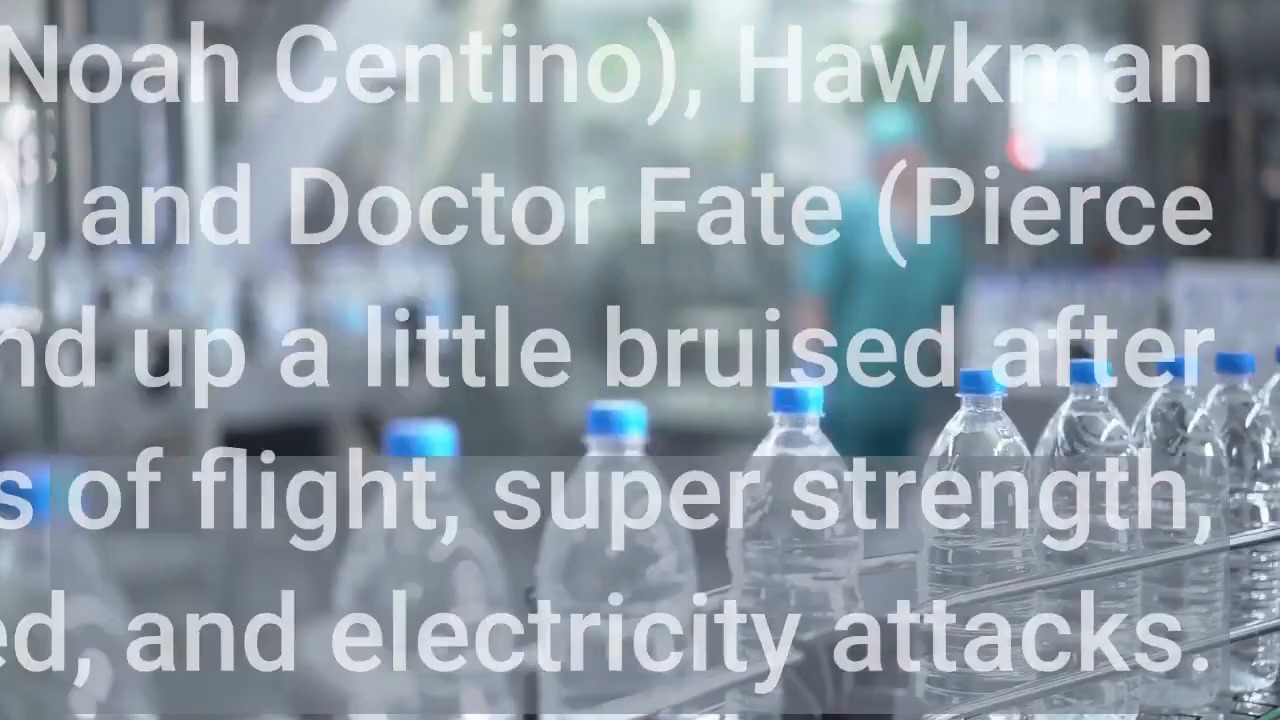 Noah Centino), Hawkman
), and Doctor Fate (Pierce
nd up a little bruised after
s of flight, super strength,
ed, and electricity attacks.